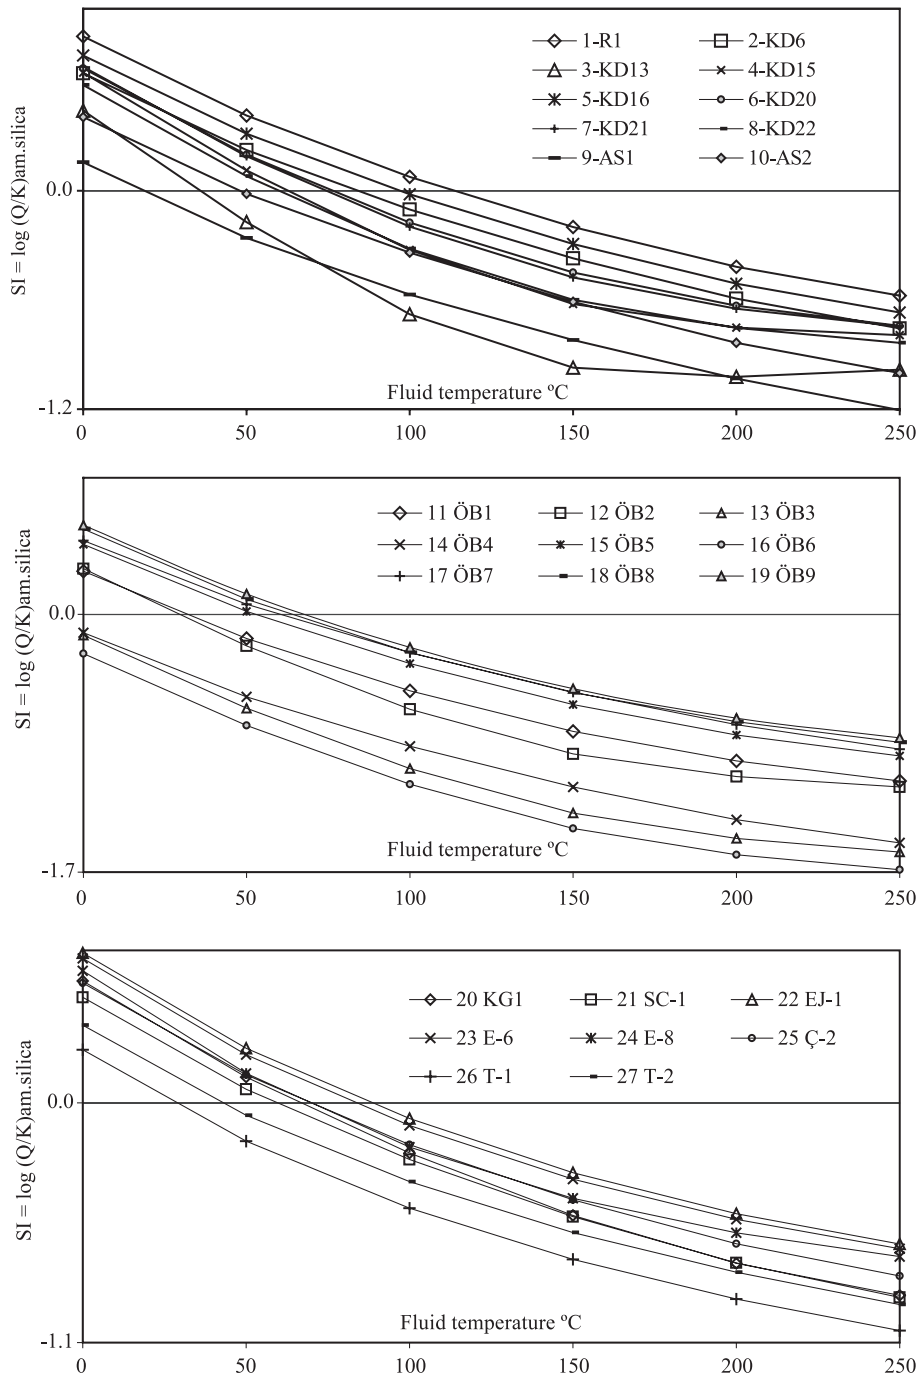 1-R1 2-KD6
3-KD13 4-KD15
5-KD16 6-KD20
7-KD21 8-KD22
9-AS1 10-AS2
SI = log (Q/K)am.silica
0.0
-1.2
Fluid temperature ºC
0 50 100 150 200 250
11 ÖB1 12 ÖB2 13 ÖB3
14 ÖB4 15 ÖB5 16 ÖB6
17 ÖB7 18 ÖB8 19 ÖB9
SI = log (Q/K)am.silica
0.0
-1.7
Fluid temperature ºC
0 50 100 150 200 250
20 KG1 21 SC-1 22 EJ-1
23 E-6 24 E-8 25 Ç-2
26 T-1 27 T-2
SI = log (Q/K)am.silica
0.0
-1.1
Fluid temperature ºC
0 50 100 150 200 250